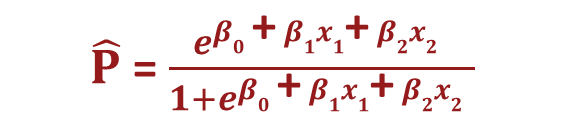 P̂ = e^(β₀ + β₁x₁ + β₂x₂) / 1+e^(β₀ + β₁x₁ + β₂x₂)